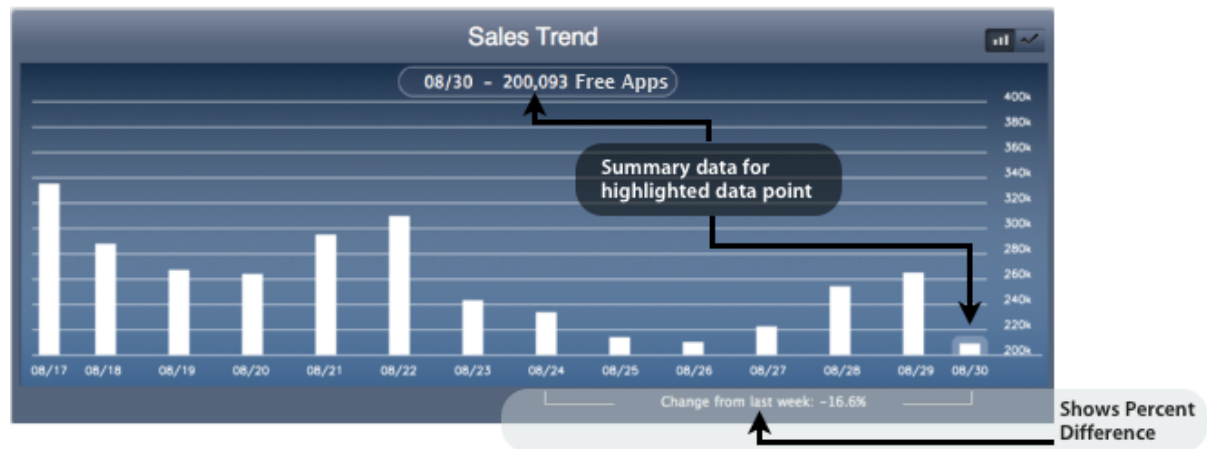 Sales Trend
08/30 - 200,093 Free Apps
400k
380k
360k
Summary data for
highlighted data point
340k
320k
300k
280k
260k
240k
220k
200k
08/17 08/18 08/19 08/20 08/21 08/22 08/23 08/24 08/25 08/26 08/27 08/28 08/29 08/30
Change from last week: -16.6%
Shows Percent
Difference